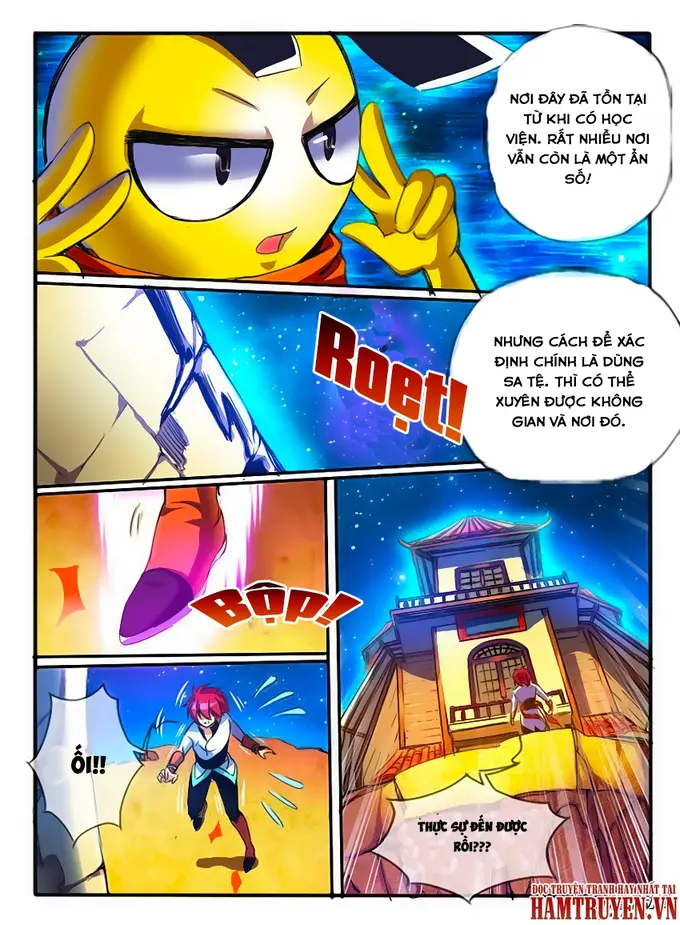 NƠI ĐÂY ĐÃ TỒN TẠI
TỪ KHI CÓ HỌC
VIỆN. RẤT NHIỀU NƠI
VẪN CÒN LÀ MỘT ẨN
SỐ!
Roẹt!
NHƯNG CÁCH ĐỂ XÁC
ĐỊNH CHÍNH LÀ DÙNG
SA TỆ. THÌ CÓ THỂ
XUYÊN ĐƯỢC KHÔNG
GIAN VÀ NƠI ĐÓ.
BỘP!
ỐI!!
THỰC SỰ ĐẾN ĐƯỢC
RỒI???
ĐỌC TRUYỆN TRANH HAY NHẤT TẠI
HAMTRUYEN.VN